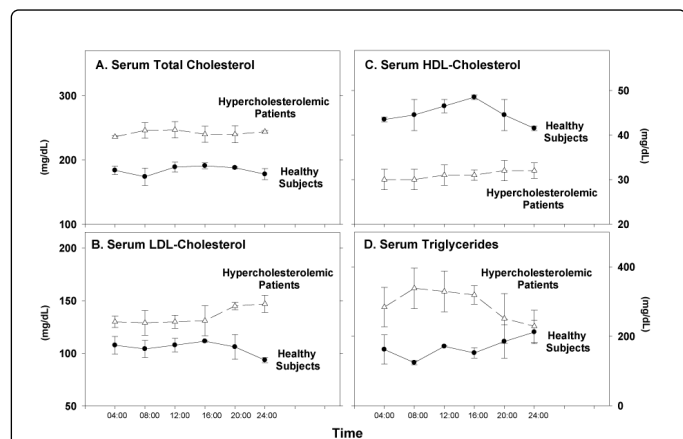 A. Serum Total Cholesterol
300
200
100
(mg/dL)
Hypercholesterolemic
Patients
Healthy
Subjects
C. Serum HDL-Cholesterol
50
40
30
20
(mg/dL)
Healthy
Subjects
Hypercholesterolemic
Patients
B. Serum LDL-Cholesterol
200
150
100
50
(mg/dL)
Hypercholesterolemic
Patients
Healthy
Subjects
04:00 08:00 12:00 16:00 20:00 24:00
D. Serum Triglycerides
400
200
0
(mg/dL)
Hypercholesterolemic
Patients
Healthy
Subjects
04:00 08:00 12:00 16:00 20:00 24:00
Time